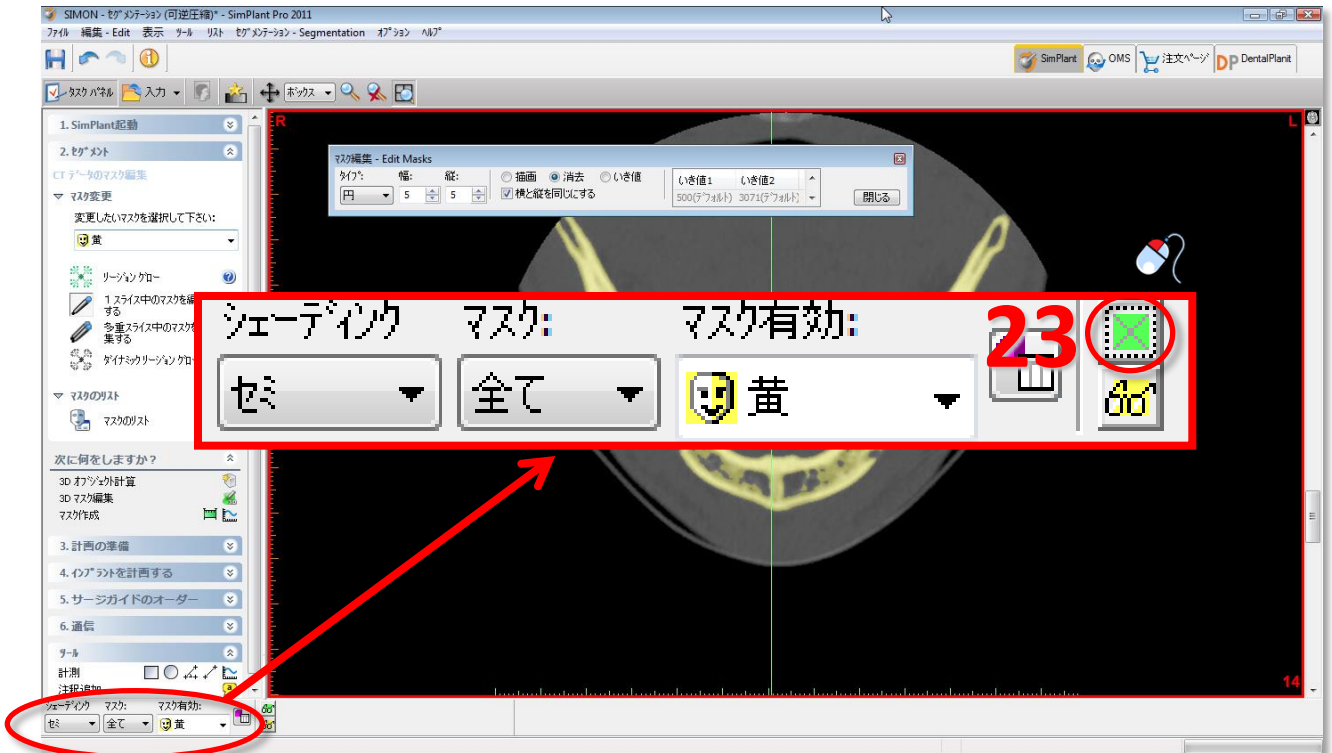 SIMON - ｾｸﾞﾒﾝﾃｰｼｮﾝ (可逆圧縮)* - SimPlant Pro 2011
ﾌｧｲﾙ 編集 - Edit 表示 ﾂｰﾙ ﾘｽﾄ ｾｸﾞﾒﾝﾃｰｼｮﾝ - Segmentation ｵﾌﾟｼｮﾝ ﾍﾙﾌﾟ
SimPlant OMS 注文ﾍﾟｰｼﾞ DP DentalPlanit
ﾀｽｸ ﾊﾟﾈﾙ 入力 ﾎﾞｯｸｽ
R L
1. SimPlant起動
2. ｾｸﾞﾒﾝﾄ
CT ﾃﾞｰﾀのﾏｽｸ編集
ﾏｽｸ変更
変更したいﾏｽｸを選択して下さい:
黄
ﾘｰｼﾞｮﾝ ｸﾞﾛｰ
1 ｽﾗｲｽ中のﾏｽｸを編
する
多重ｽﾗｲｽ中のﾏｽｸを
集する
ﾀﾞｲﾅﾐｯｸﾘｰｼﾞｮﾝ ｸﾞﾛｰ
ﾏｽｸのﾘｽﾄ
ﾏｽｸのﾘｽﾄ
次に何をしますか？
3D ｵﾌﾞｼﾞｪｸﾄ計算
3D ﾏｽｸ編集
ﾏｽｸ作成
3. 計画の準備
4. ｲﾝﾌﾟﾗﾝﾄを計画する
5. サージガイドのオーダー
6. 通信
ﾂｰﾙ
計測
注釈追加
ﾏｽｸ編集 - Edit Masks
ﾀｲﾌﾟ: 幅: 縦: 描画 消去 いき値 いき値1 いき値2
円 5 5 横と縦を同じにする 500(ﾃﾞﾌｫﾙﾄ) 3071(ﾃﾞﾌｫﾙﾄ) 閉じる
ｼｪｰﾃﾞｨﾝｸ ﾏｽｸ: ﾏｽｸ有効: 23
ｾﾐ 全て 黄
14
ｼｪｰﾃﾞｨﾝｸ ﾏｽｸ: ﾏｽｸ有効:
ｾﾐ 全て 黄